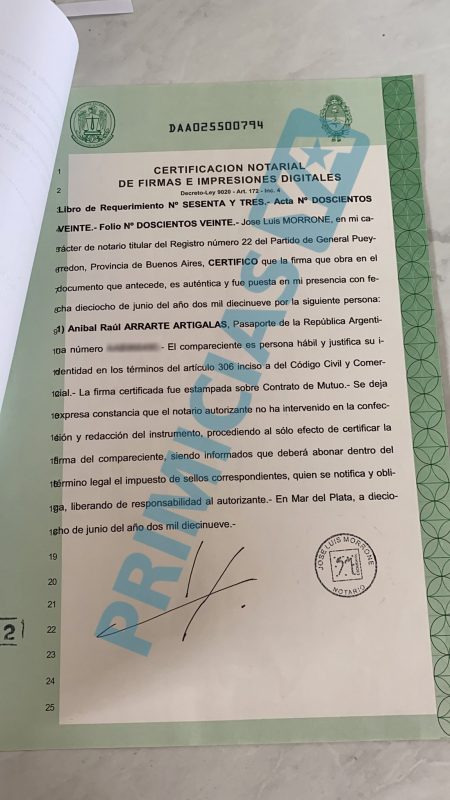 DAA025500794
CERTIFICACION NOTARIAL
DE FIRMAS E IMPRESIONES DIGITALES
Decreto-Ley 9020 - Art. 172 - Inc. 4
1
2
Libro de Requerimiento Nº SESENTA Y TRES.- Acta Nº DOSCIENTOS
VEINTE.- Folio Nº DOSCIENTOS VEINTE.- Jose Luis MORRONE, en mi ca-
rácter de notario titular del Registro número 22 del Partido de General Puey-
rredon, Provincia de Buenos Aires, CERTIFICO que la firma que obra en el
documento que antecede, es auténtica y fue puesta en mi presencia con fe-
cha dieciocho de junio del año dos mil diecinueve por la siguiente persona:
1) Anibal Raúl ARRARTE ARTIGALAS, Pasaporte de la República Argenti-
na número .- El compareciente es persona hábil y justifica su i-
dentidad en los términos del artículo 306 inciso a del Código Civil y Comer-
cial.- La firma certificada fue estampada sobre Contrato de Mutuo.- Se deja
expresa constancia que el notario autorizante no ha intervenido en la confec-
ción y redacción del instrumento, procediendo al sólo efecto de certificar la
firma del compareciente, siendo informados que deberá abonar dentro del
término legal el impuesto de sellos correspondientes, quien se notifica y obli-
ga, liberando de responsabilidad al autorizante.- En Mar del Plata, a diecio-
cho de junio del año dos mil diecinueve.-
19
20
21
22
23
24
25
2
JOSE LUIS MORRONE
NOTARIO
PRIMICIASYA